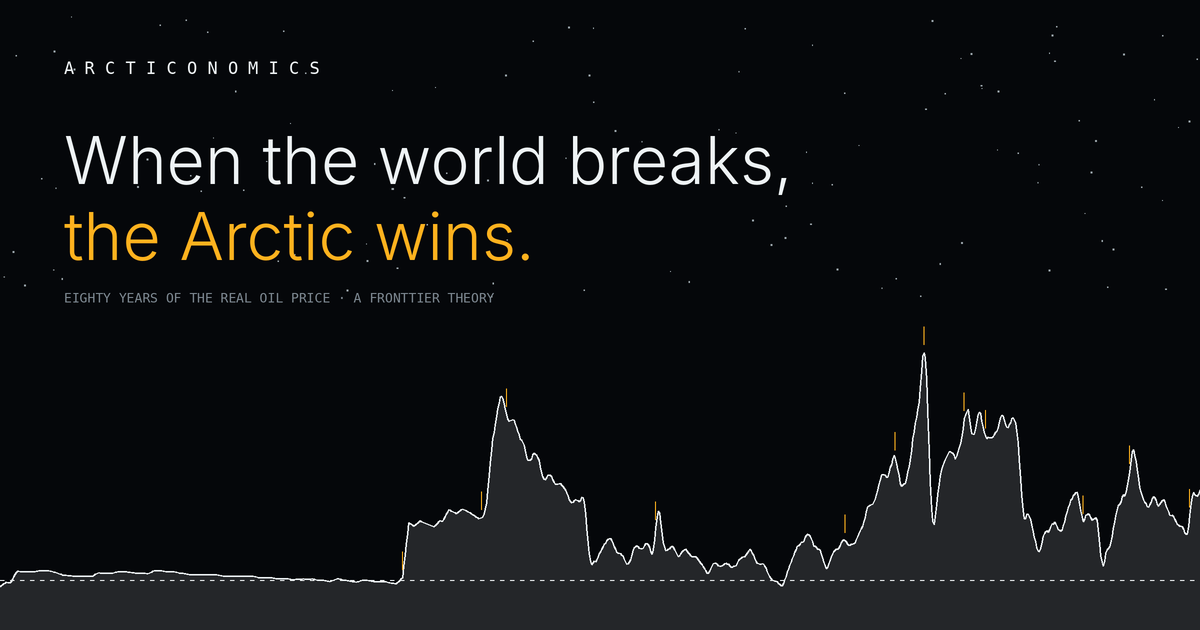 ARCTICONOMICS
When the world breaks,
the Arctic wins.
EIGHTY YEARS OF THE REAL OIL PRICE · A FRONTTIER THEORY